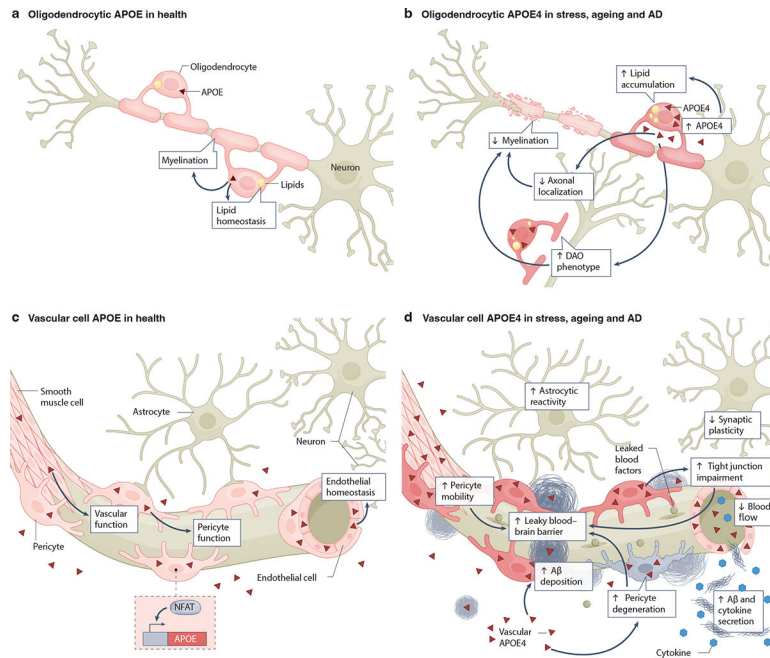 a Oligodendrocytic APOE in health
Oligodendrocyte
APOE
Myelination
Lipids
Lipid
homeostasis
Neuron
b Oligodendrocytic APOE4 in stress, ageing and AD
↑ Lipid
accumulation
APOE4
↑ APOE4
↓ Myelination
↓ Axonal
localization
↑ DAO
phenotype
c Vascular cell APOE in health
Smooth
muscle cell
Astrocyte
Neuron
Endothelial
homeostasis
Vascular
function
Pericyte
function
Pericyte
Endothelial cell
NFAT
APOE
d Vascular cell APOE4 in stress, ageing and AD
↑ Astrocytic
reactivity
↓ Synaptic
plasticity
Leaked
blood
factors
↑ Tight junction
impairment
↑ Pericyte
mobility
↓ Blood
flow
↑ Leaky blood–
brain barrier
↑ Aβ
deposition
↑ Pericyte
degeneration
↑ Aβ and
cytokine
secretion
Vascular
APOE4
Cytokine